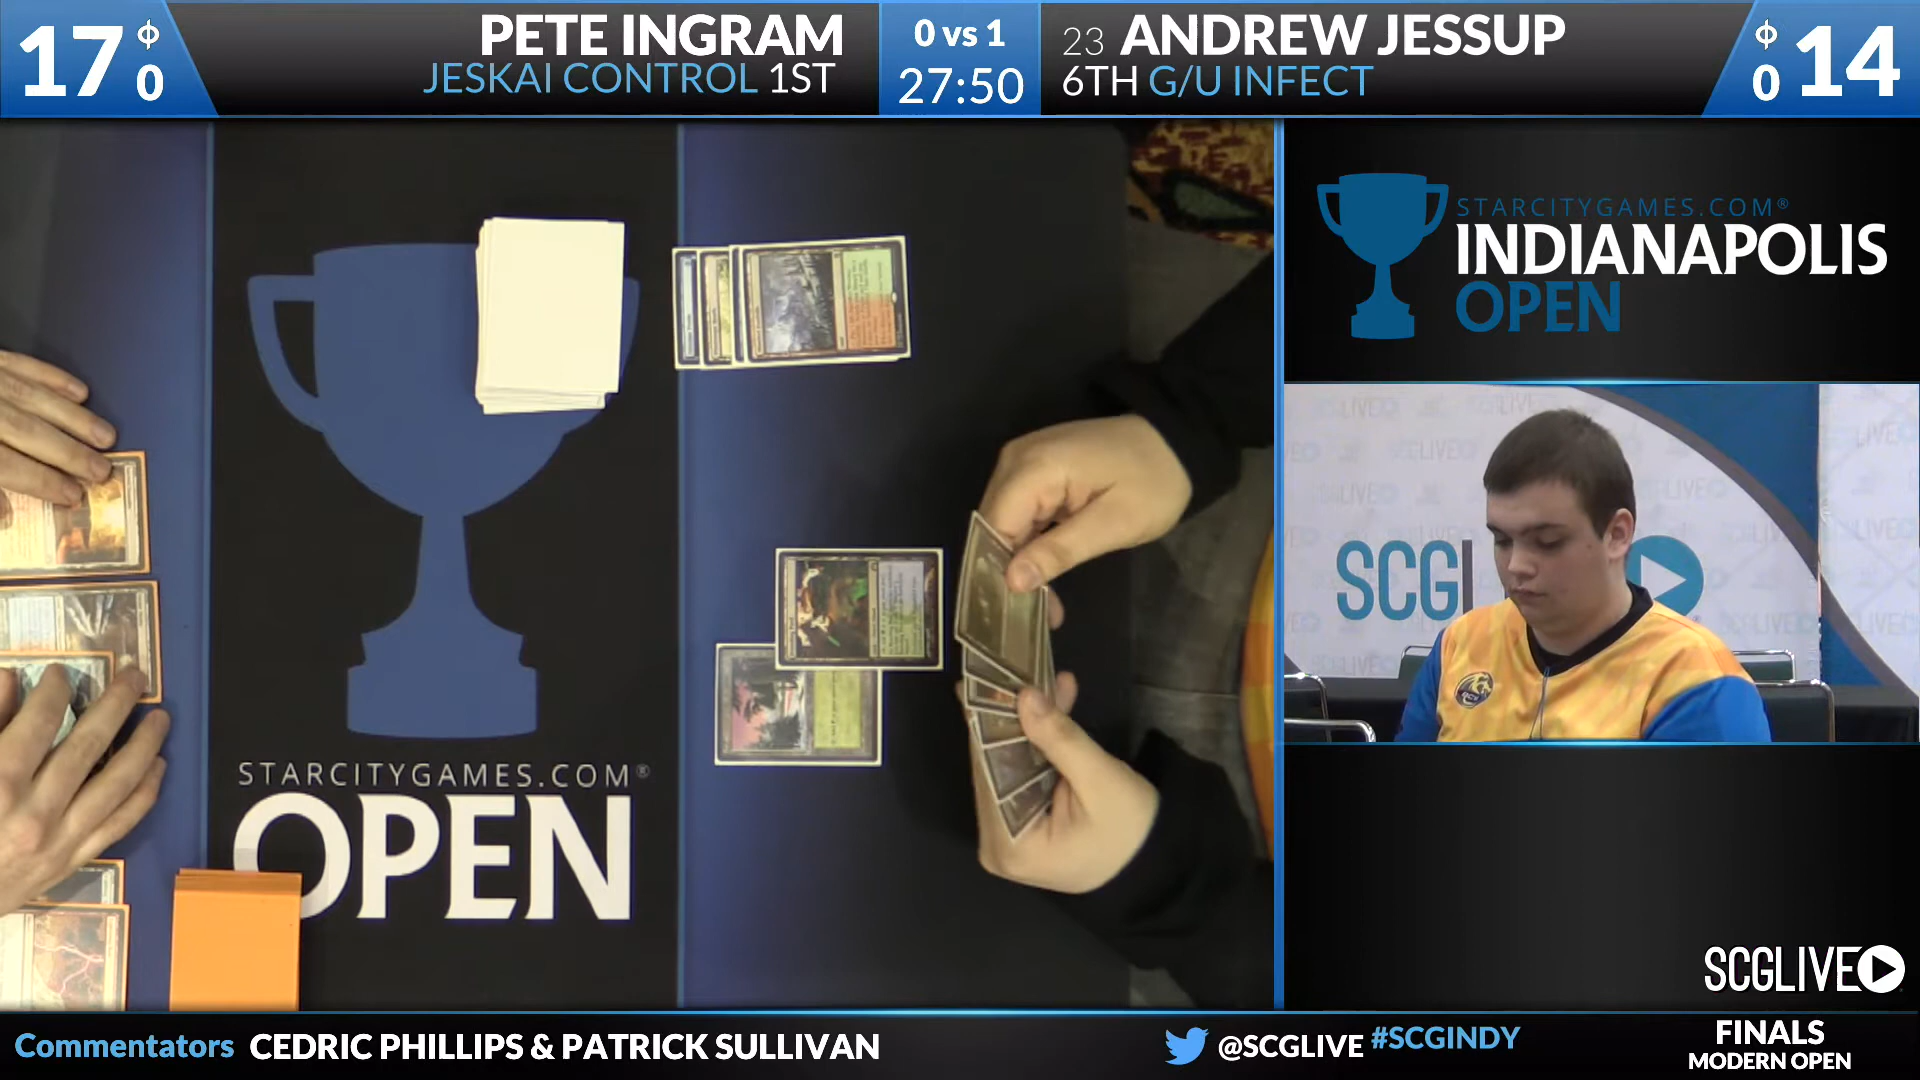 17 φ 0
PETE INGRAM
JESKAI CONTROL 1ST
0 vs 1
27:50
23 ANDREW JESSUP
6TH G/U INFECT
φ 0 14
STARCITYGAMES.COM®
INDIANAPOLIS
OPEN
STARCITYGAMES.COM®
OPEN
SCGL
SCGLIVE
Commentators CEDRIC PHILLIPS & PATRICK SULLIVAN
@SCGLIVE #SCGINDY
FINALS
MODERN OPEN